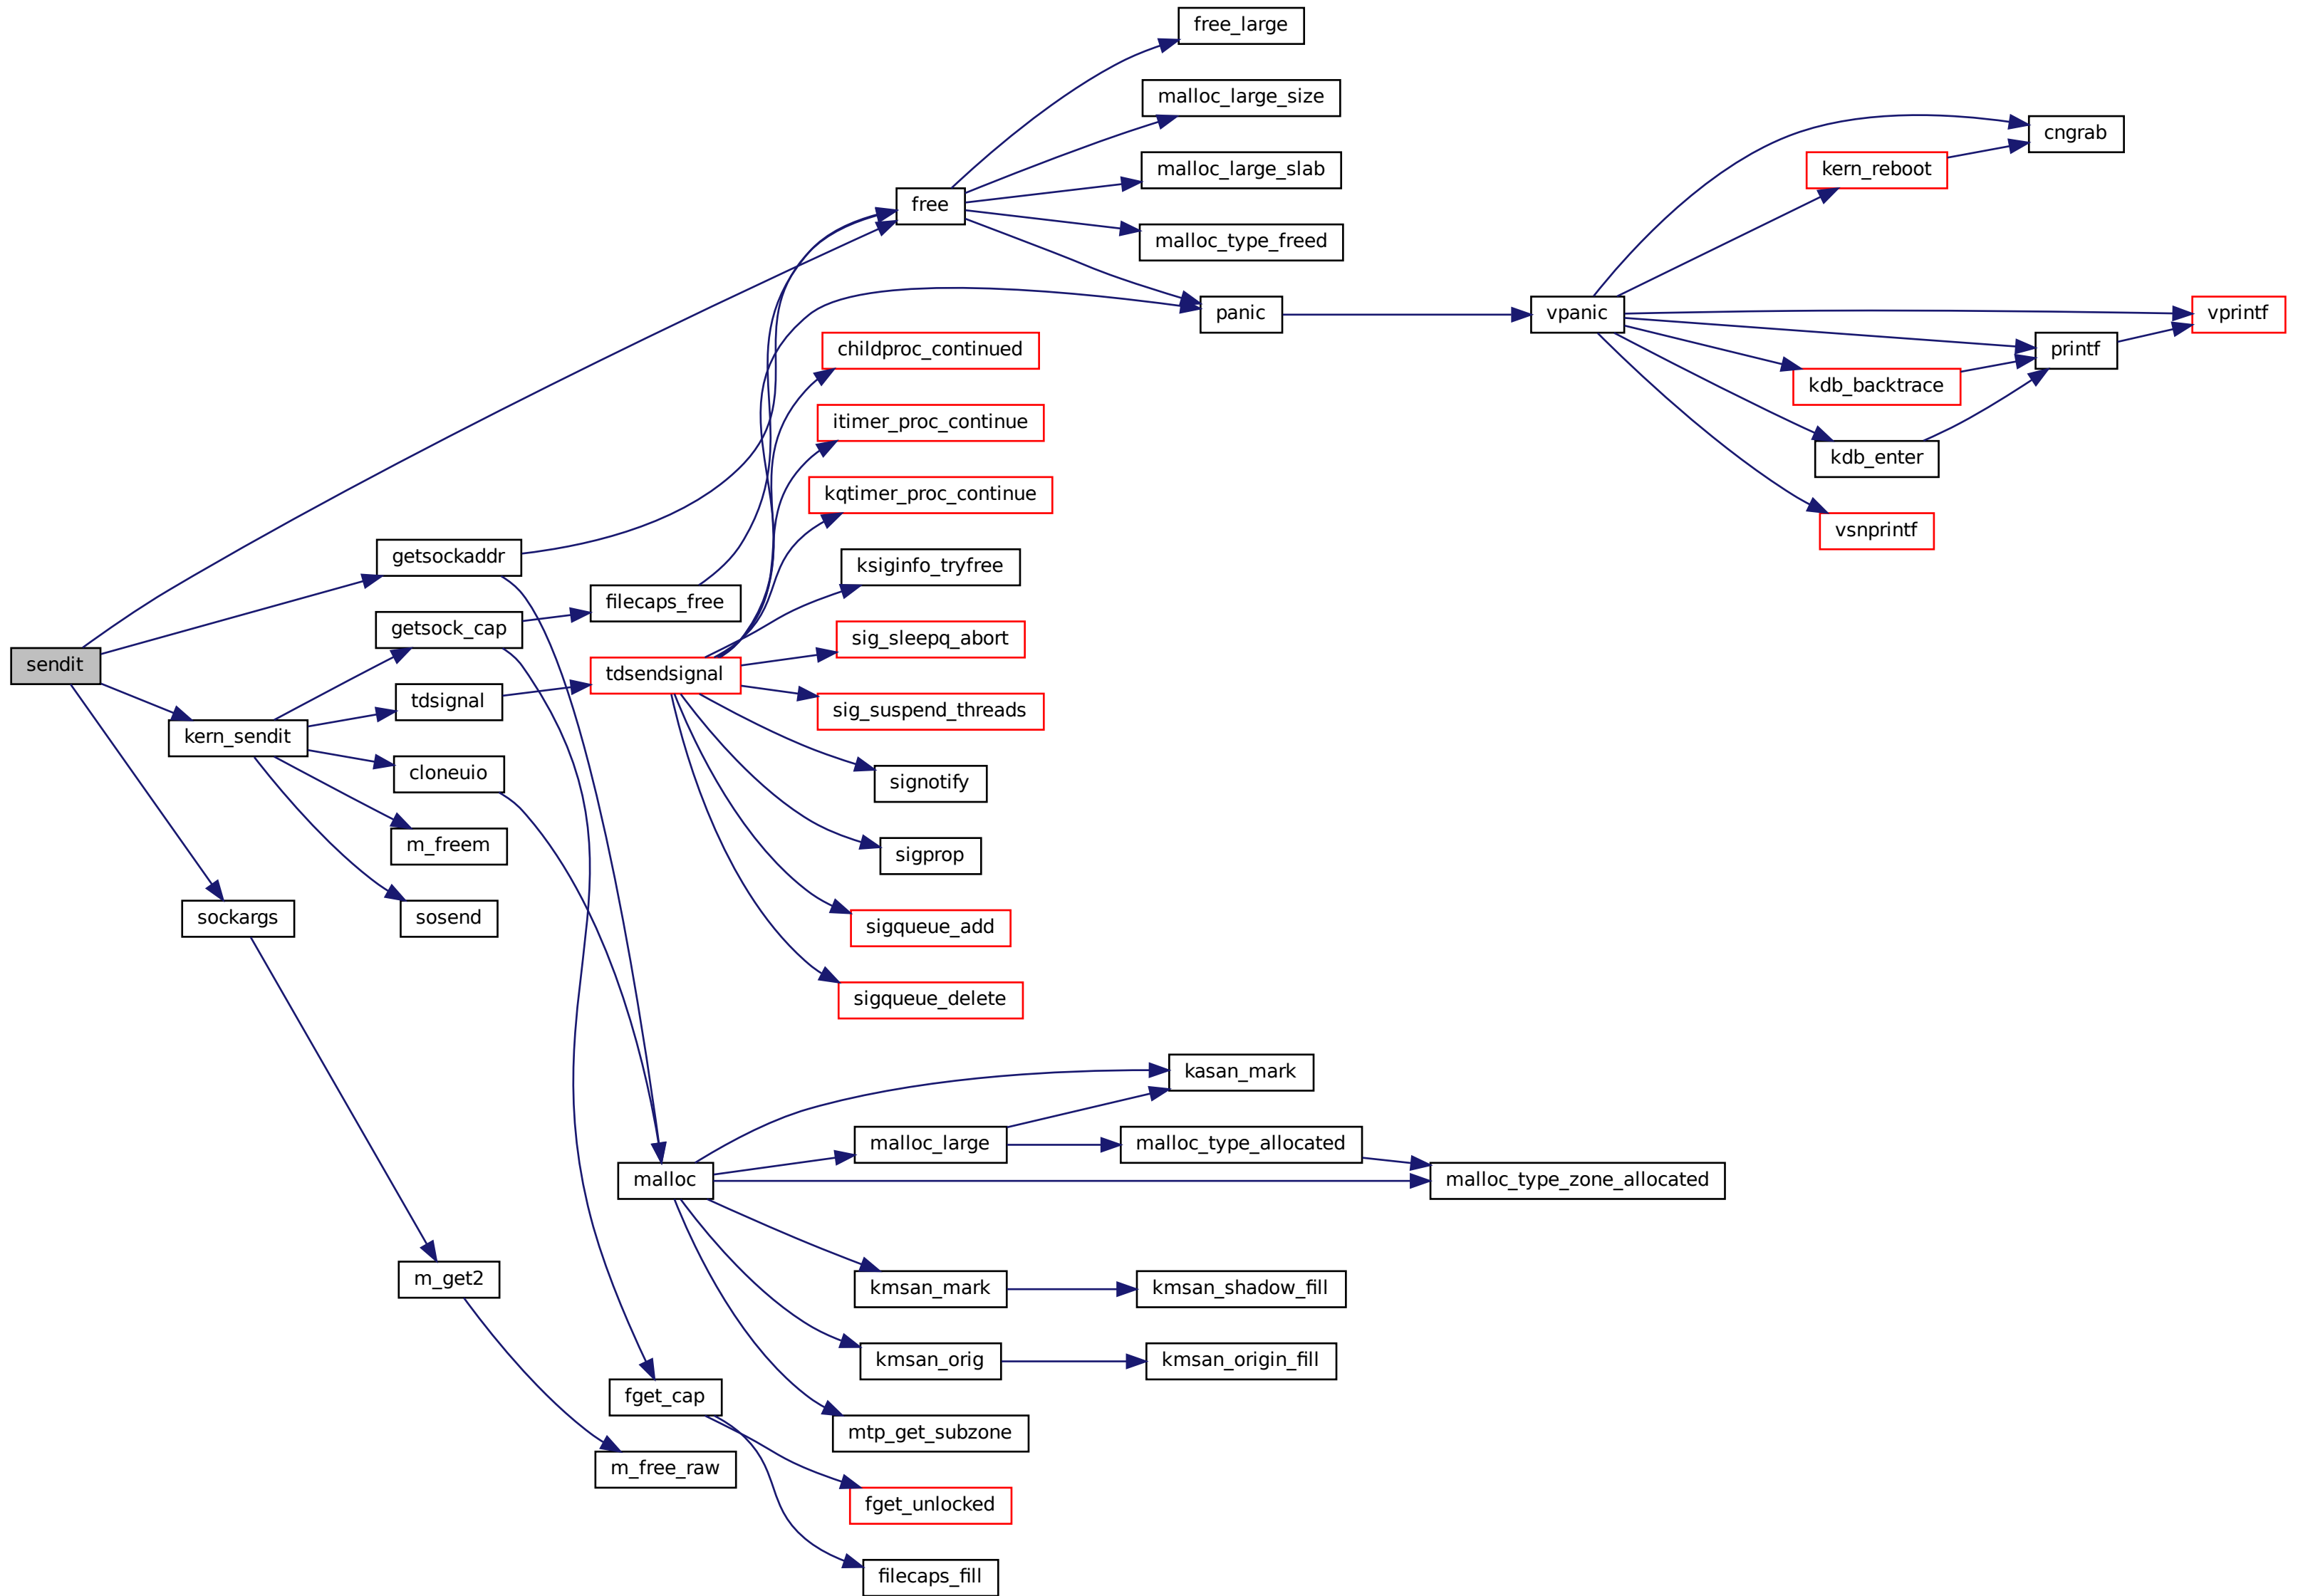 free_large
malloc_large_size
cngrab
malloc_large_slab
kern_reboot
free
malloc_type_freed
panic
vpanic
vprintf
childproc_continued
printf
kdb_backtrace
itimer_proc_continue
kdb_enter
kqtimer_proc_continue
vsnprintf
getsockaddr
ksiginfo_tryfree
filecaps_free
getsock_cap
sig_sleepq_abort
sendit
tdsendsignal
tdsignal
sig_suspend_threads
kern_sendit
cloneuio
signotify
m_freem
sigprop
sockargs
sosend
sigqueue_add
sigqueue_delete
kasan_mark
malloc_large
malloc_type_allocated
malloc
malloc_type_zone_allocated
m_get2
kmsan_mark
kmsan_shadow_fill
kmsan_orig
kmsan_origin_fill
fget_cap
mtp_get_subzone
m_free_raw
fget_unlocked
filecaps_fill